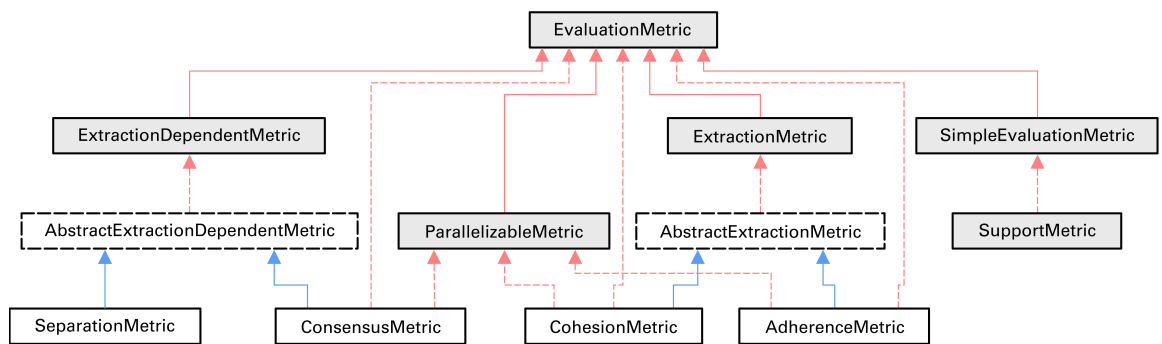 EvaluationMetric
ExtractionDependentMetric
ExtractionMetric
SimpleEvaluationMetric
AbstractExtractionDependentMetric
ParallelizableMetric
AbstractExtractionMetric
SupportMetric
SeparationMetric
ConsensusMetric
CohesionMetric
AdherenceMetric